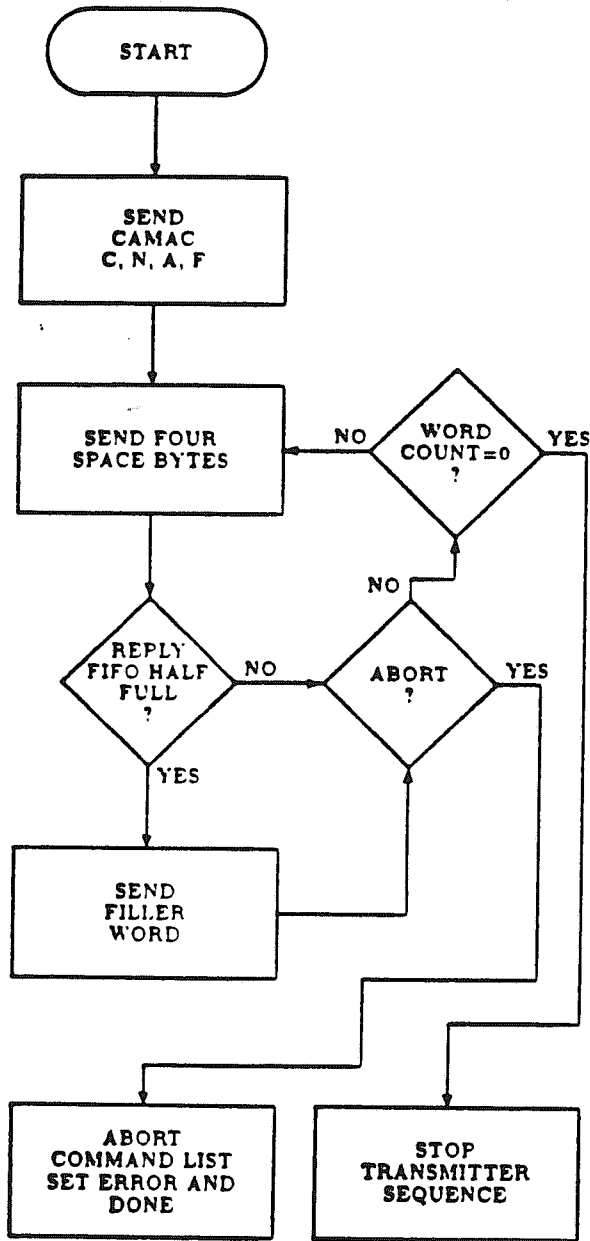 START
SEND
CAMAC
C, N, A, F
SEND FOUR
SPACE BYTES
NO
WORD
COUNT=0
?
YES
NO
REPLY
FIFO HALF
FULL
?
NO
ABORT
?
YES
YES
SEND
FILLER
WORD
ABORT
COMMAND LIST
SET ERROR AND
DONE
STOP
TRANSMITTER
SEQUENCE